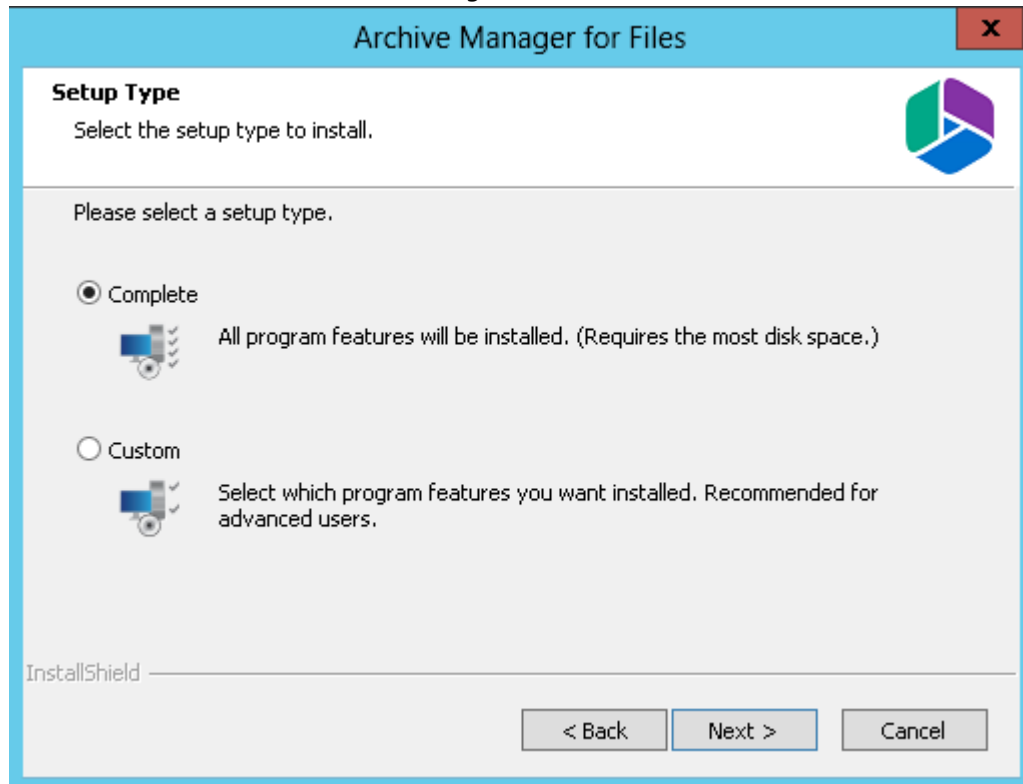 Archive Manager for Files
x
Setup Type
Select the setup type to install.
Please select a setup type.
Complete
All program features will be installed. (Requires the most disk space.)
Custom
Select which program features you want installed. Recommended for
advanced users.
InstallShield
< Back Next > Cancel